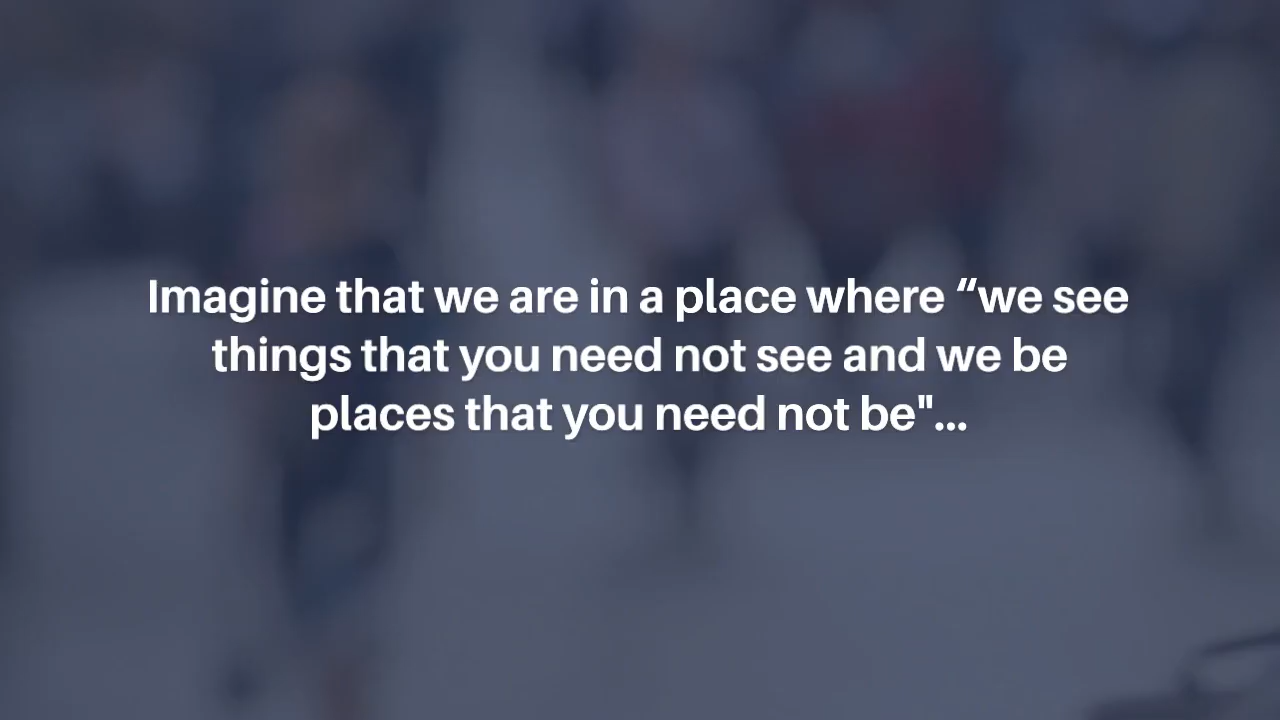 Imagine that we are in a place where “we see
things that you need not see and we be
places that you need not be"...